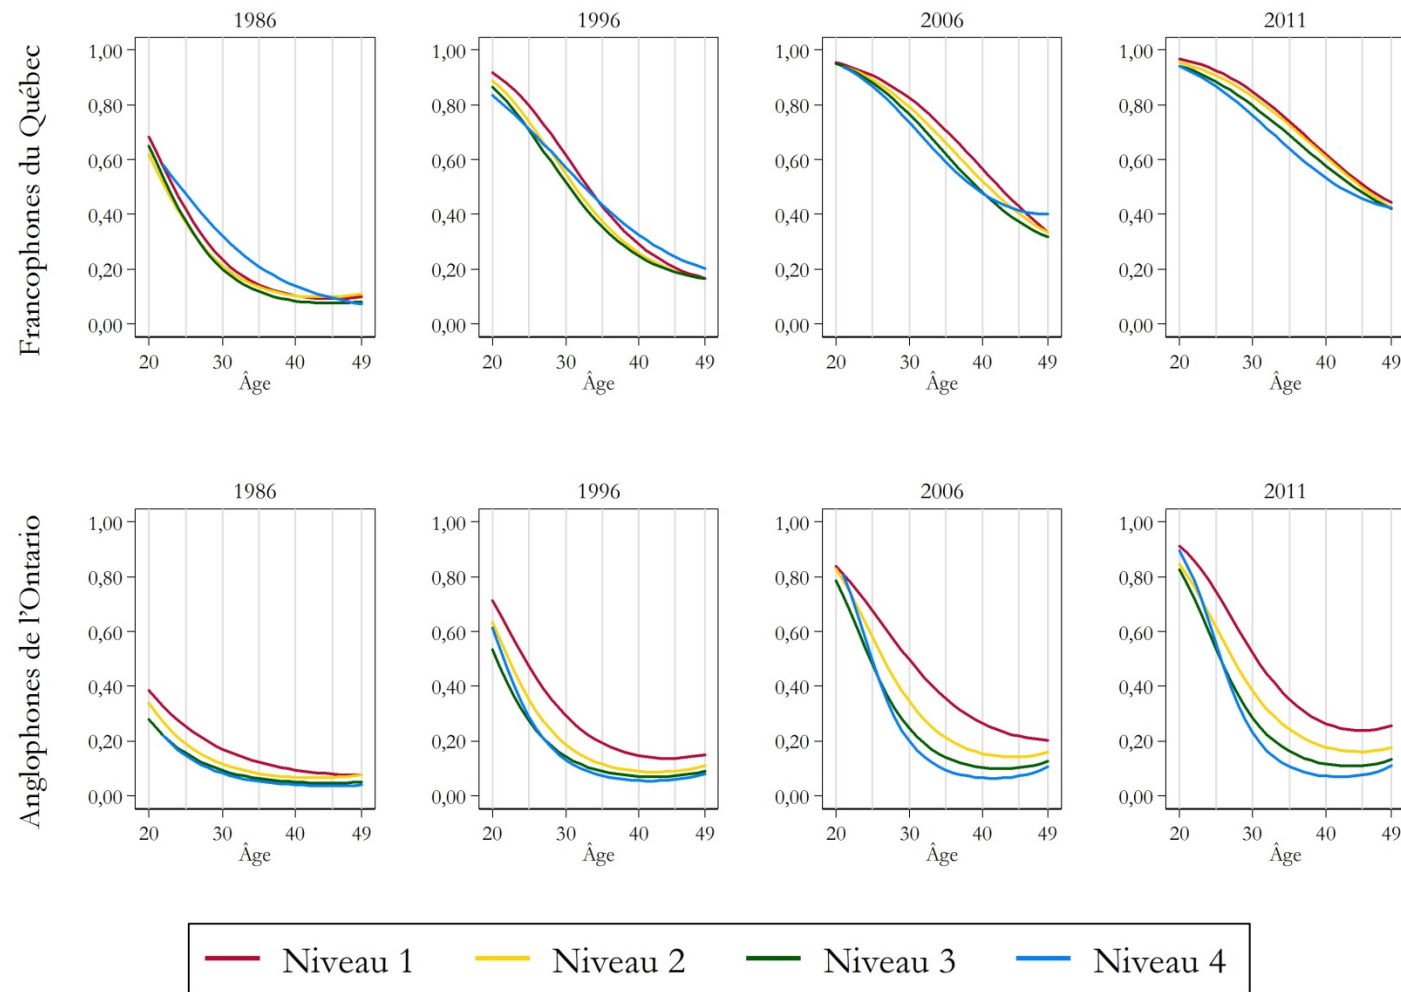 Francophones du Québec
1986 1996 2006 2011
1,00 1,00 1,00 1,00
0,80 0,80 0,80 0,80
0,60 0,60 0,60 0,60
0,40 0,40 0,40 0,40
0,20 0,20 0,20 0,20
0,00 0,00 0,00 0,00
20 30 40 49 20 30 40 49 20 30 40 49 20 30 40 49
Âge Âge Âge Âge
Anglophones de l'Ontario
1986 1996 2006 2011
1,00 1,00 1,00 1,00
0,80 0,80 0,80 0,80
0,60 0,60 0,60 0,60
0,40 0,40 0,40 0,40
0,20 0,20 0,20 0,20
0,00 0,00 0,00 0,00
20 30 40 49 20 30 40 49 20 30 40 49 20 30 40 49
Âge Âge Âge Âge
Niveau 1 Niveau 2 Niveau 3 Niveau 4